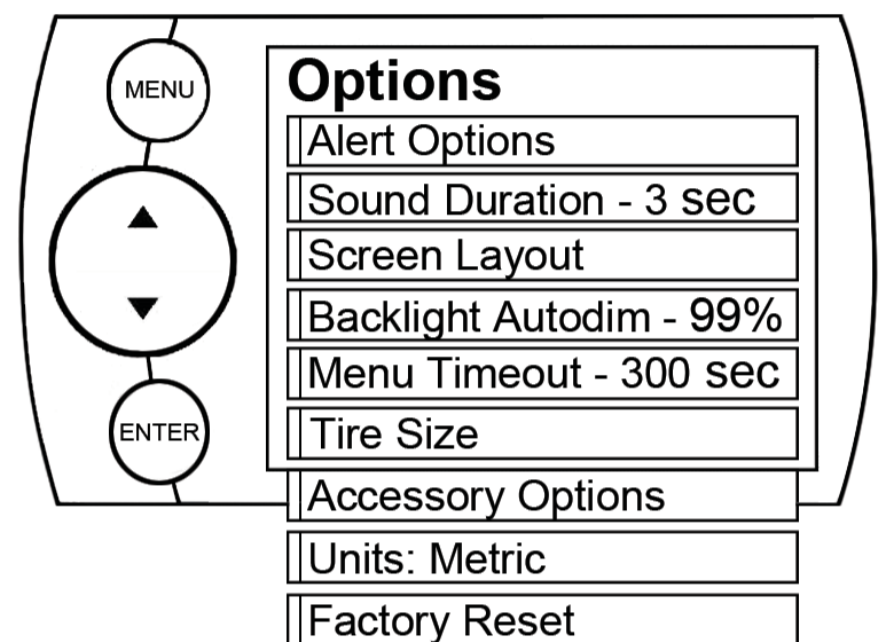 MENU
Options
Alert Options
Sound Duration - 3 sec
Screen Layout
Backlight Autodim - 99%
Menu Timeout - 300 sec
ENTER
Tire Size
Accessory Options
Units: Metric
Factory Reset